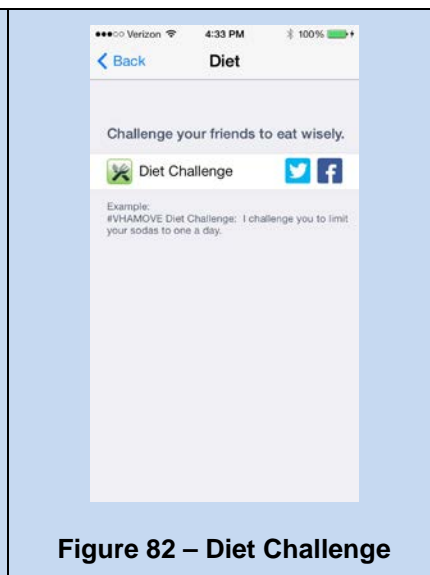 Verizon 4:33 PM 100%
Back Diet
Challenge your friends to eat wisely.
Diet Challenge
Example:
#VHAMOVE Diet Challenge: I challenge you to limit
your sodas to one a day.
Figure 82 – Diet Challenge